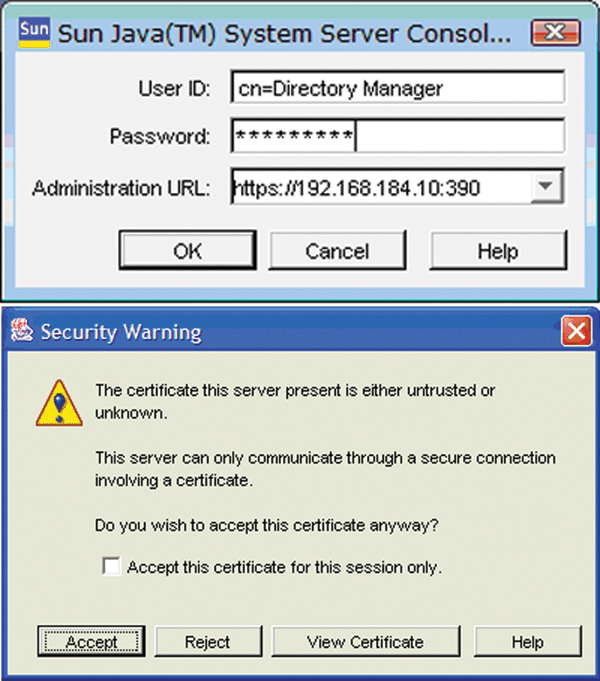 Sun
Sun Java(TM) System Server Consol...
User ID: cn=Directory Manager
Password: *********
Administration URL: https://192.168.184.10:390
OK Cancel Help
Security Warning
The certificate this server present is either untrusted or
unknown.
This server can only communicate through a secure connection
involving a certificate.
Do you wish to accept this certificate anyway?
Accept this certificate for this session only.
Accept Reject View Certificate Help